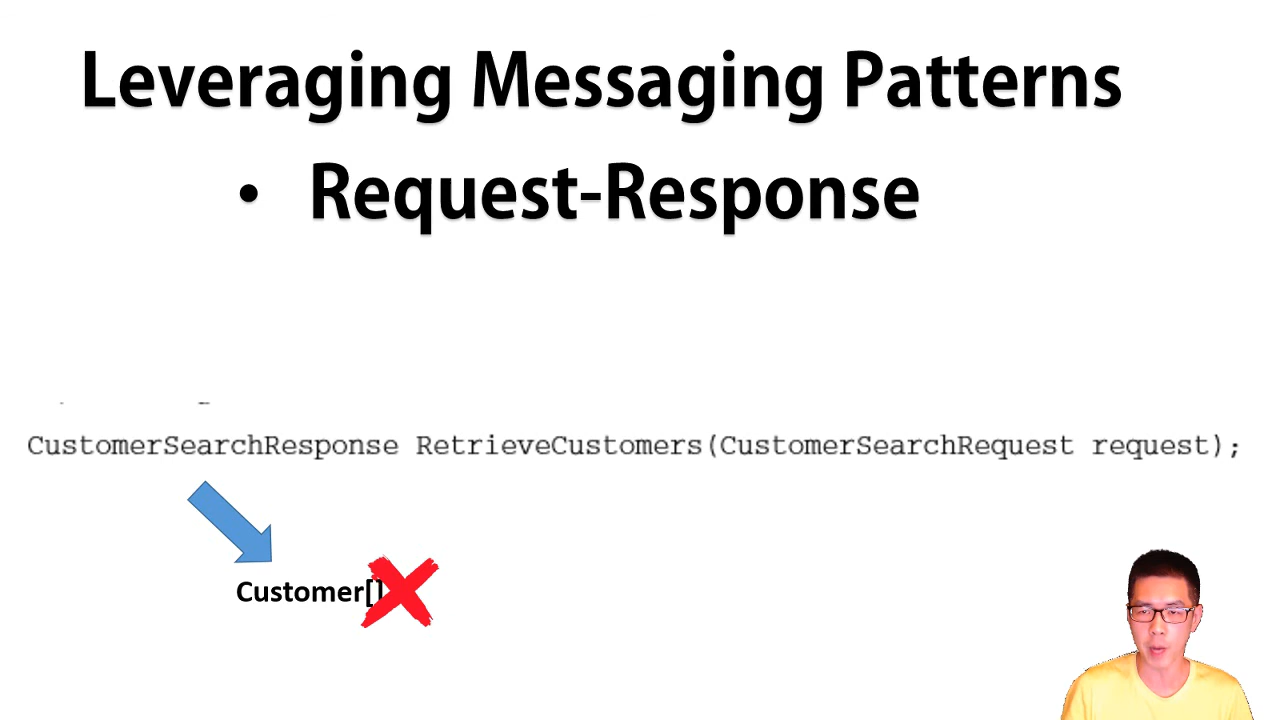 Leveraging Messaging Patterns
• Request-Response
CustomerSearchResponse RetrieveCustomers(CustomerSearchRequest request);
Customer[]